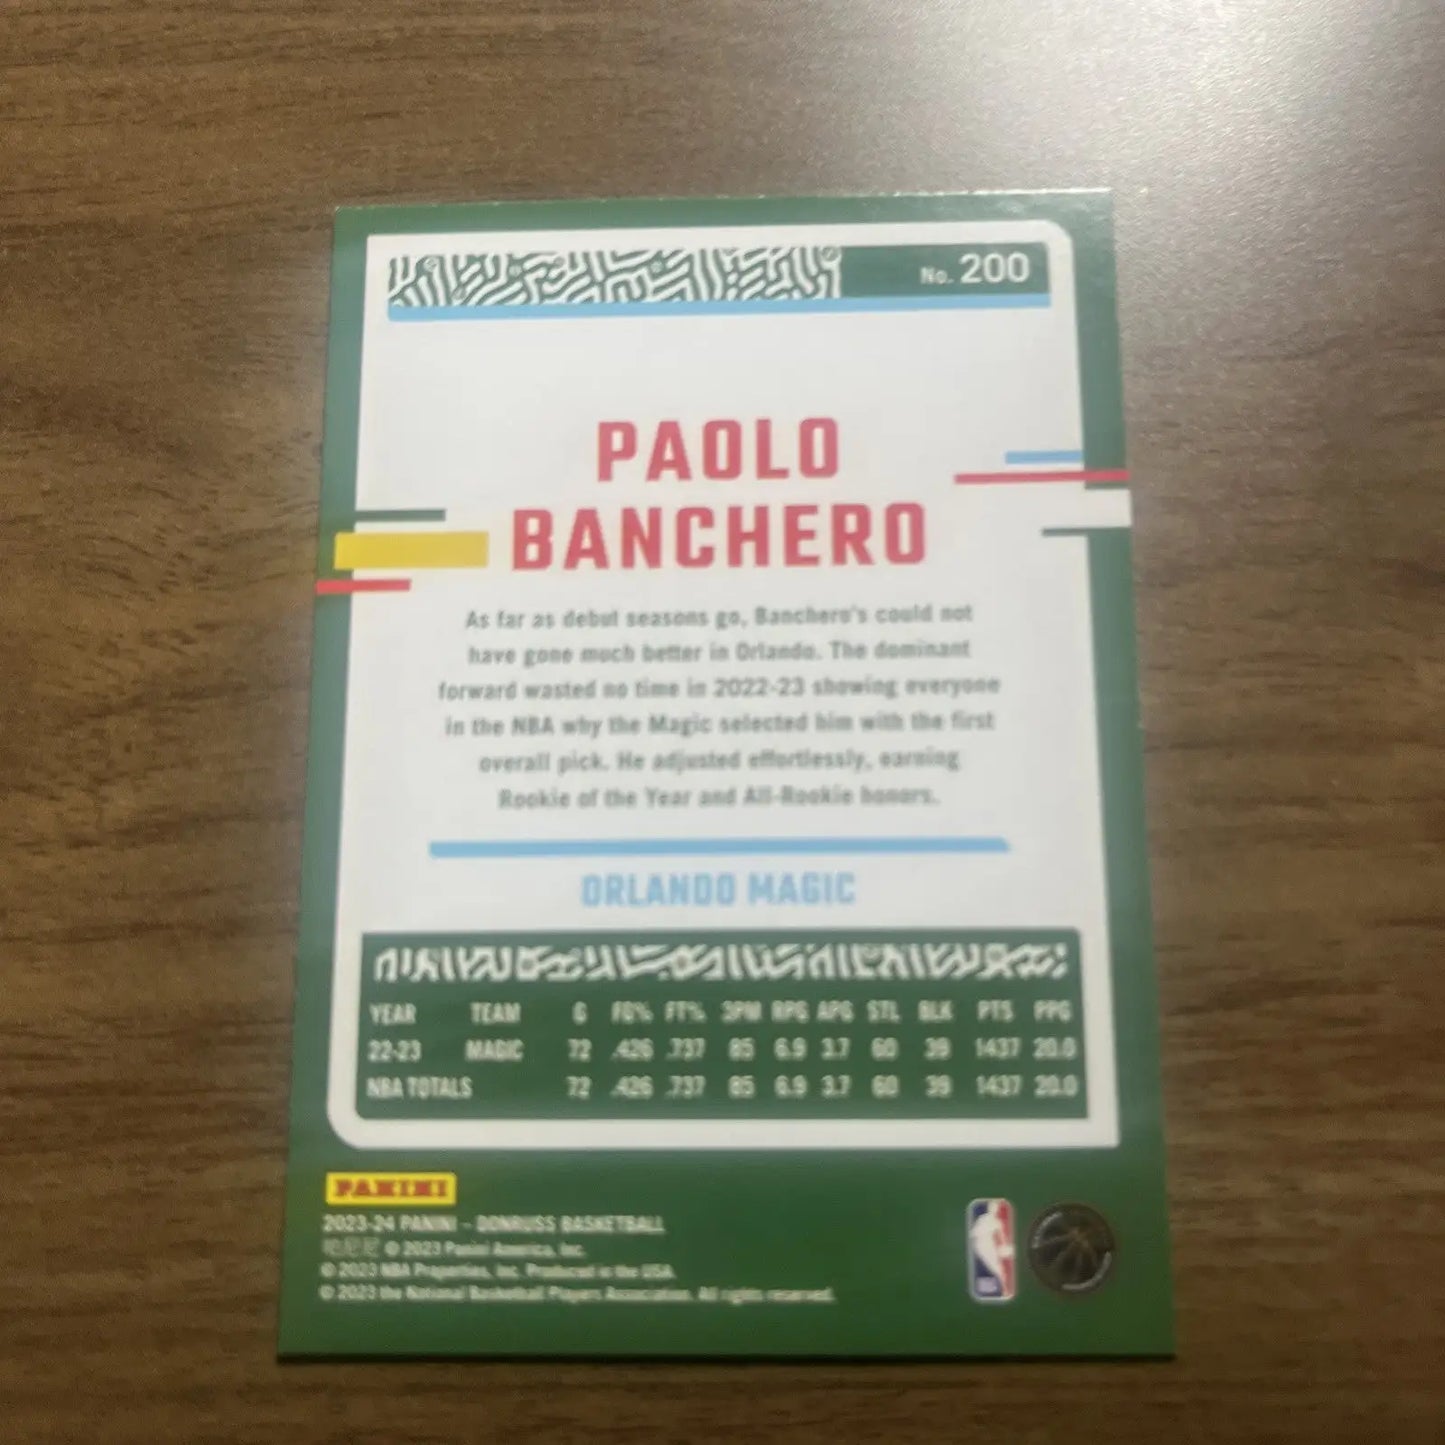 No. 200
PAOLO
BANCHERO
As far as debut seasons go, Banchero's could not
have gone much better in Orlando. The dominant
forward wasted no time in 2022-23 showing everyone
in the NBA why the Magic selected him with the first
overall pick. He adjusted effortlessly, earning
Rookie of the Year and All-Rookie honors.
ORLANDO MAGIC
YEAR TEAM G FG% FT% 3PM RPG APG STL BLK PTS PPG
22-23 MAGIC 72 .426 .737 85 6.9 3.7 60 39 1437 20.0
NBA TOTALS 72 .426 .737 85 6.9 3.7 60 39 1437 20.0
PANINI
2023-24 PANINI - DONRUSS BASKETBALL
© 2023 Panini America, Inc.
© 2023 NBA Properties, Inc. Produced in the USA.
© 2023 the National Basketball Players Association. All rights reserved.